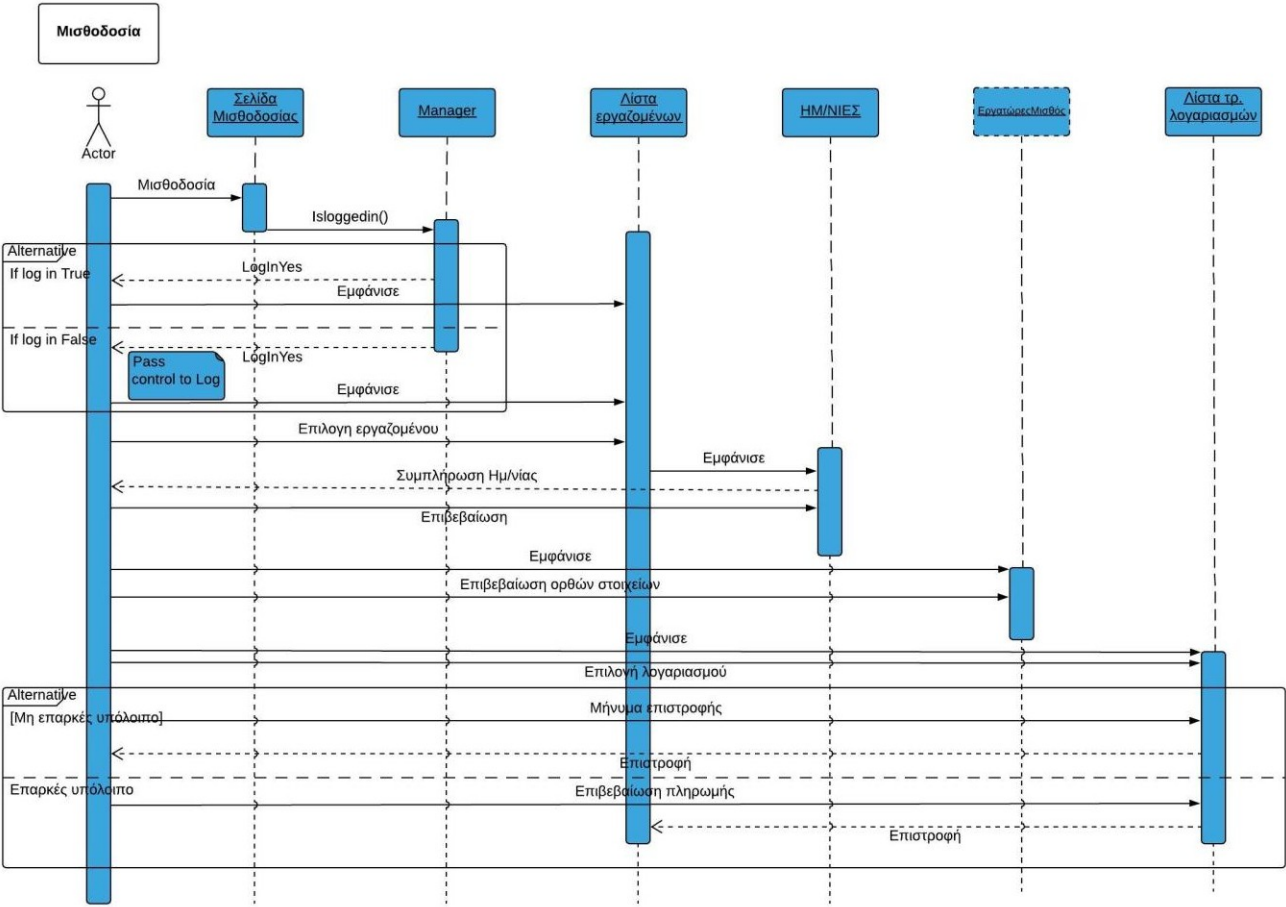 Μισθοδοσία
Actor
Σελίδα
Μισθοδοσίας
Manager
Λίστα
εργαζομένων
ΗΜ/ΝΙΕΣ
ΕργατώρεςΜισθός
Λίστα τρ.
λογαριασμών
Μισθοδοσία
Isloggedin()
Alternative
If log in True
LogInYes
Εμφάνισε
If log in False
LogInYes
Pass
control to Log
Εμφάνισε
Επιλογη εργαζομένου
Εμφάνισε
Συμπλήρωση Ημ/νίας
Επιβεβαίωση
Εμφάνισε
Επιβεβαίωση ορθών στοιχείων
Εμφάνισε
Επιλογή λογαριασμού
Alternative
[Μη επαρκές υπόλοιπο]
Μήνυμα επιστροφής
Επιστροφή
Επαρκές υπόλοιπο
Επιβεβαίωση πληρωμής
Επιστροφή